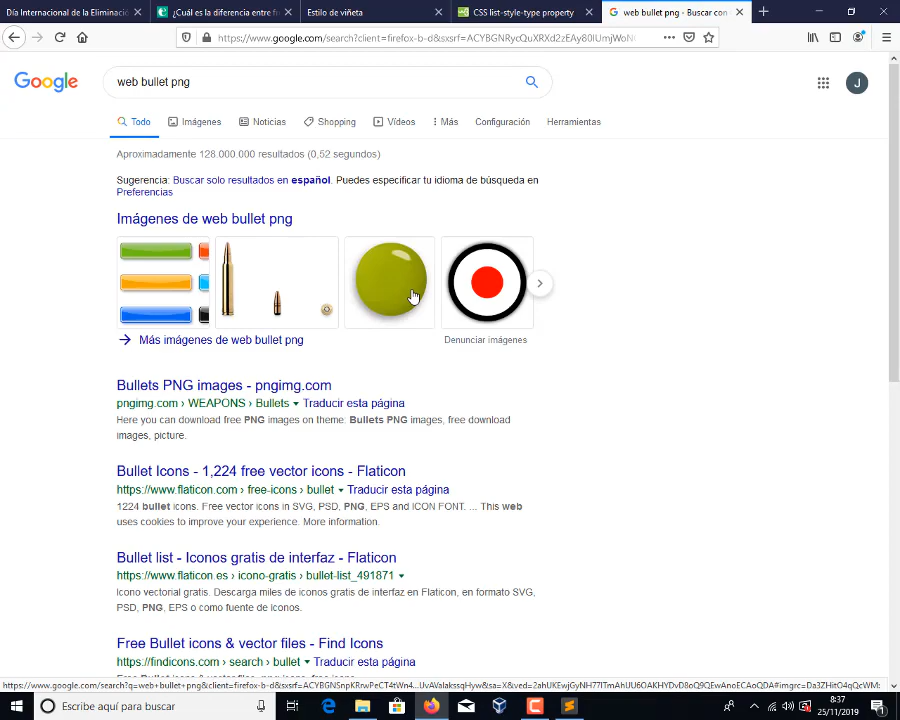 Día Internacional de la Eliminació
¿Cuál es la diferencia entre fu
Estilo de viñeta
CSS list-style-type property
web bullet png - Buscar con
https://www.google.com/search?client=firefox-b-d&sxsrf=ACYBGNRycQuXRXd2zEAy80IUmjWoN
Google
web bullet png
J
Todo
Imágenes
Noticias
Shopping
Vídeos
Más
Configuración
Herramientas
Aproximadamente 128.000.000 resultados (0,52 segundos)
Sugerencia: Buscar solo resultados en español. Puedes especificar tu idioma de búsqueda en
Preferencias
Imágenes de web bullet png
Más imágenes de web bullet png
Denunciar imágenes
Bullets PNG images - pngimg.com
pngimg.com › WEAPONS › Bullets ▾ Traducir esta página
Here you can download free PNG images on theme: Bullets PNG images, free download
images, picture.
Bullet Icons - 1,224 free vector icons - Flaticon
https://www.flaticon.com › free-icons › bullet ▾ Traducir esta página
1224 bullet icons. Free vector icons in SVG, PSD, PNG, EPS and ICON FONT. ... This web
uses cookies to improve your experience. More information.
Bullet list - Iconos gratis de interfaz - Flaticon
https://www.flaticon.es › icono-gratis › bullet-list_491871 ▾
Icono vectorial gratis. Descarga miles de iconos gratis de interfaz en Flaticon, en formato SVG,
PSD, PNG, EPS o como fuente de iconos.
Free Bullet icons & vector files - Find Icons
https://findicons.com › search › bullet ▾ Traducir esta página
Escribe aquí para buscar
8:37
25/11/2019